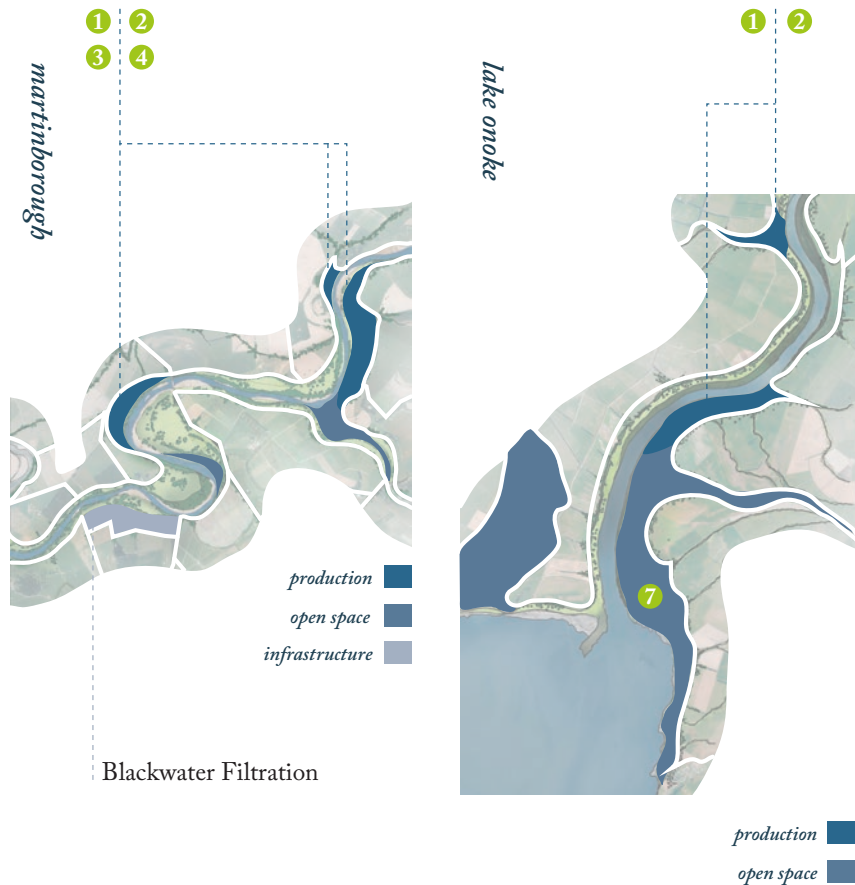 1 2
3 4
martinborough
production
open space
infrastructure
Blackwater Filtration
1 2
lake onoke
7
production
open space